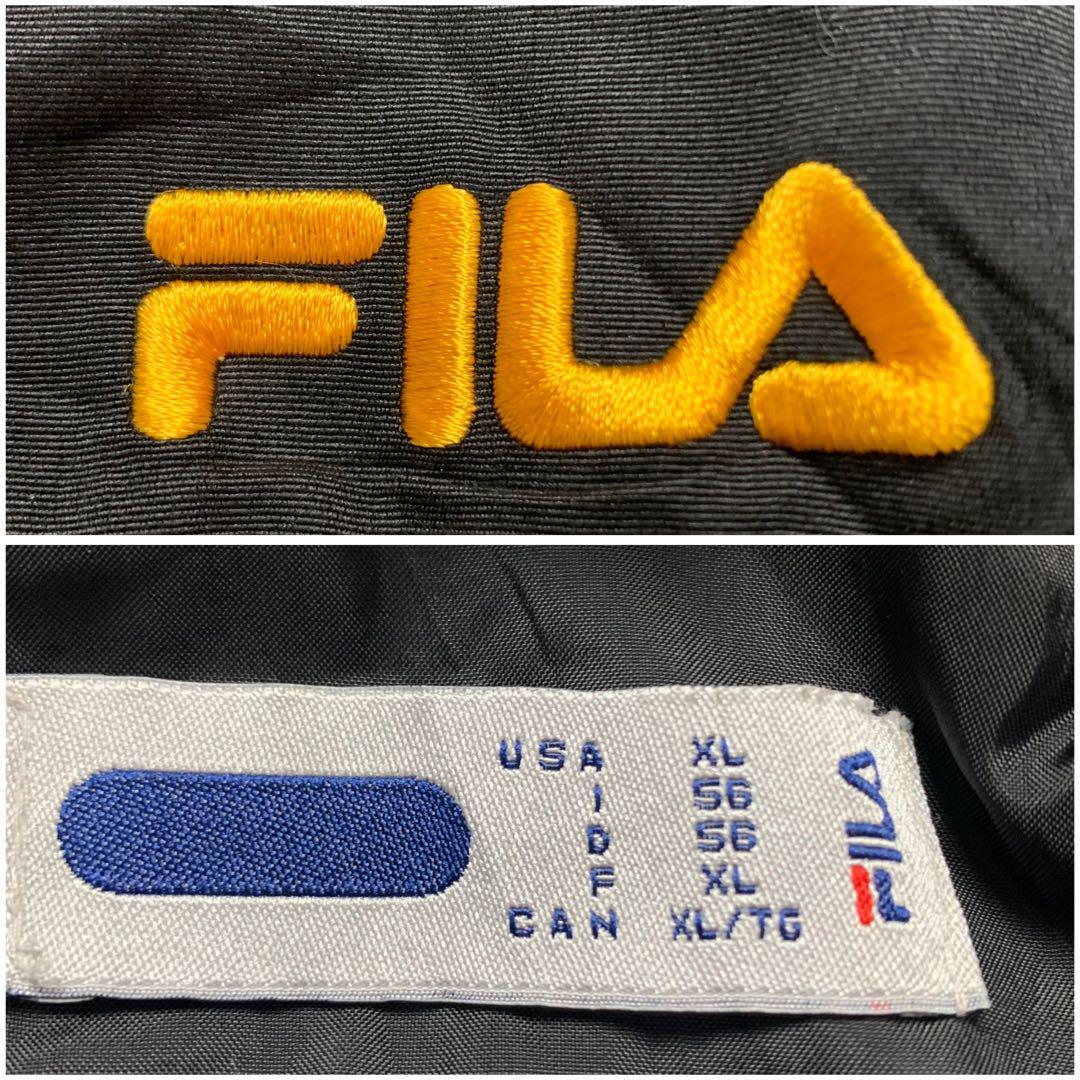 FILA
USA XL
I 56
D 56
F XL
CAN XL/TG
FILA